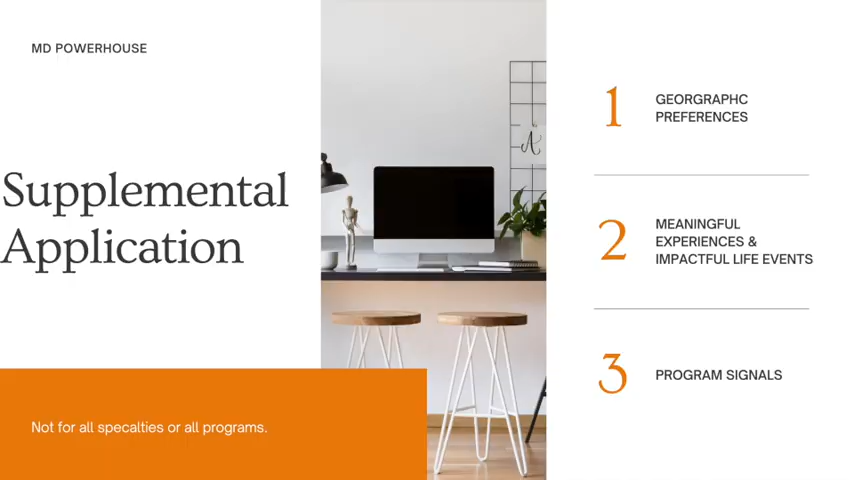 MD POWERHOUSE
Supplemental
Application
Not for all specalties or all programs.
1
GEORGRAPHC
PREFERENCES
2
MEANINGFUL
EXPERIENCES &
IMPACTFUL LIFE EVENTS
3
PROGRAM SIGNALS
A